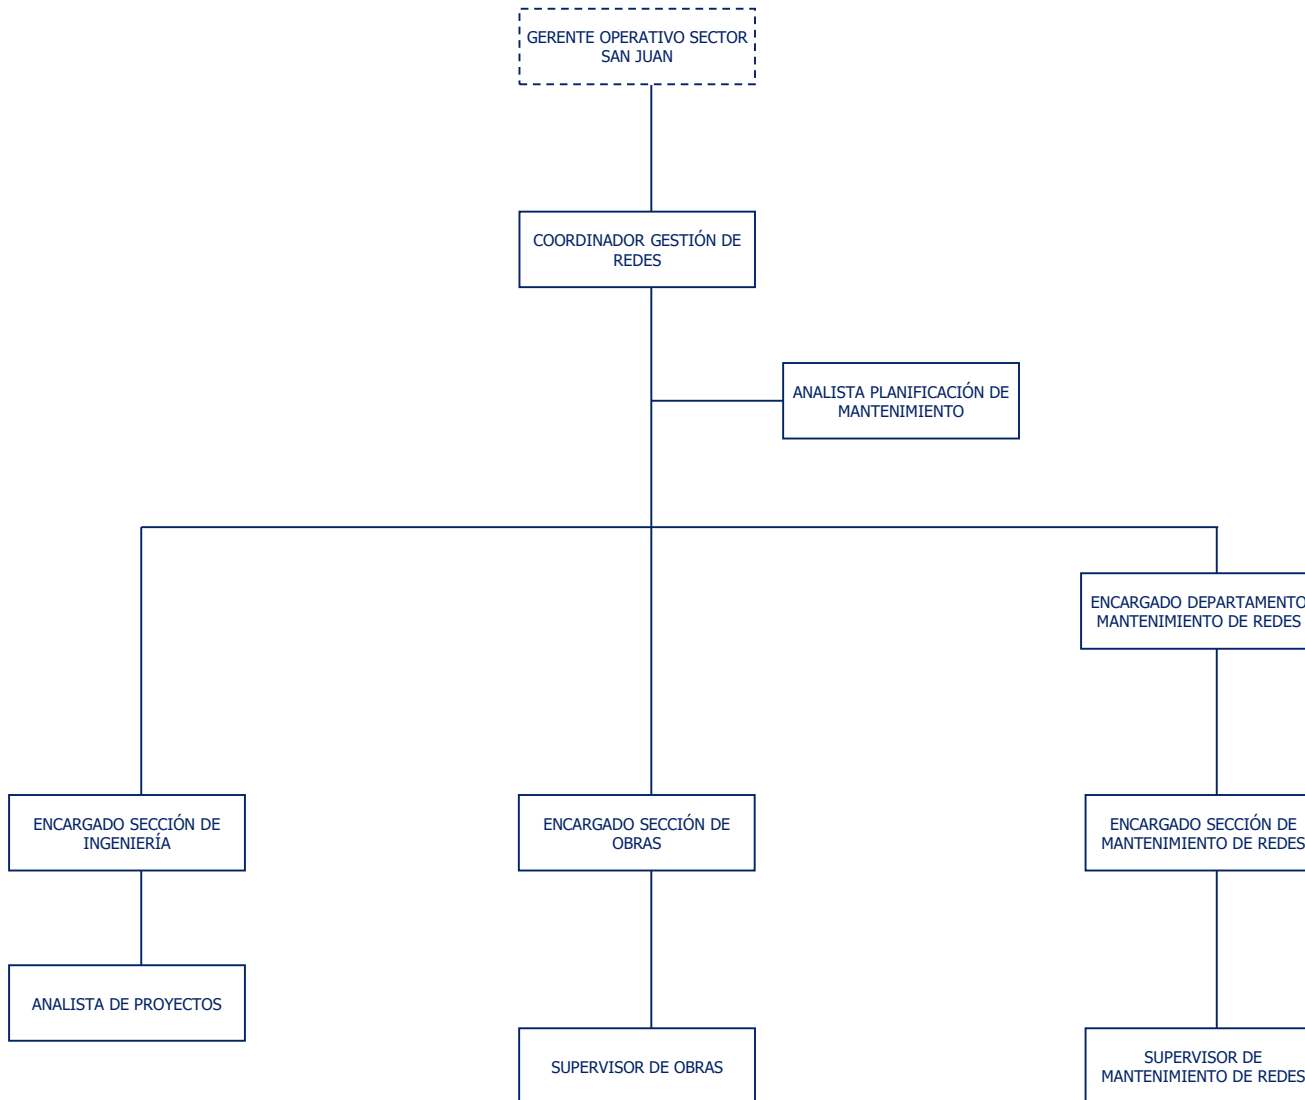 GERENTE OPERATIVO SECTOR
SAN JUAN
COORDINADOR GESTIÓN DE
REDES
ANALISTA PLANIFICACIÓN DE
MANTENIMIENTO
ENCARGADO DEPARTAMENTO
MANTENIMIENTO DE REDES
ENCARGADO SECCIÓN DE
INGENIERÍA
ENCARGADO SECCIÓN DE
OBRAS
ENCARGADO SECCIÓN DE
MANTENIMIENTO DE REDES
ANALISTA DE PROYECTOS
SUPERVISOR DE OBRAS
SUPERVISOR DE
MANTENIMIENTO DE REDES